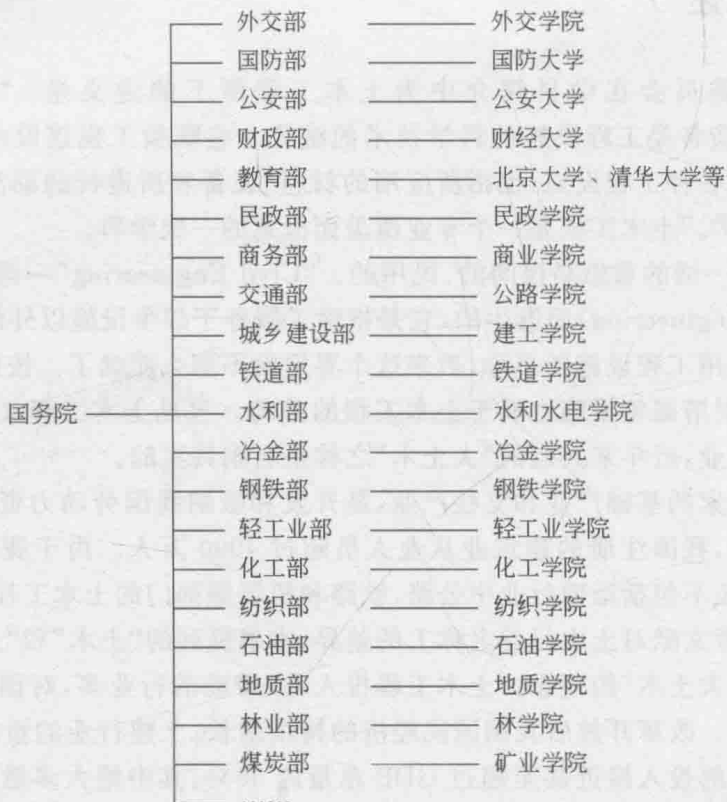 外交部 外交学院
国防部 国防大学
公安部 公安大学
财政部 财经大学
教育部 北京大学、清华大学等
民政部 民政学院
商务部 商业学院
交通部 公路学院
城乡建设部 建工学院
铁道部 铁道学院
国务院 水利部 水利水电学院
冶金部 冶金学院
钢铁部 钢铁学院
轻工业部 轻工业学院
化工部 化工学院
纺织部 纺织学院
石油部 石油学院
地质部 地质学院
林业部 林学院
煤炭部 矿业学院